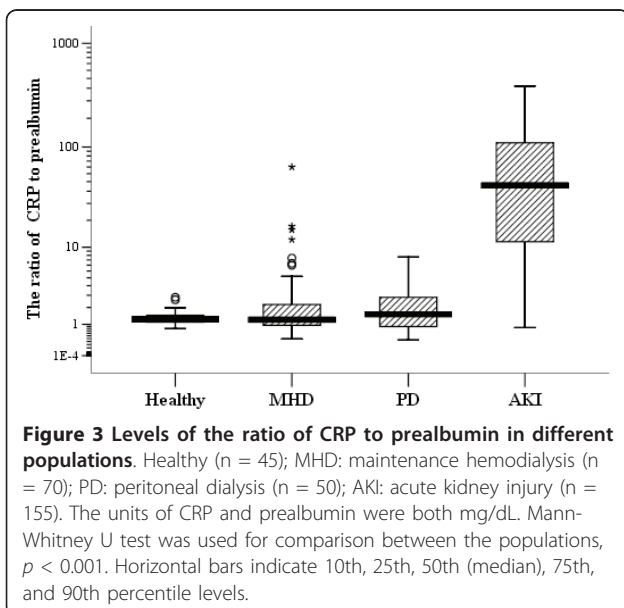 The ratio of CRP to prealbumin
1000
100
10
1
1E-4
Healthy MHD PD AKI
Figure 3 Levels of the ratio of CRP to prealbumin in different
populations. Healthy (n = 45); MHD: maintenance hemodialysis (n
= 70); PD: peritoneal dialysis (n = 50); AKI: acute kidney injury (n =
155). The units of CRP and prealbumin were both mg/dL. Mann-
Whitney U test was used for comparison between the populations,
p < 0.001. Horizontal bars indicate 10th, 25th, 50th (median), 75th,
and 90th percentile levels.